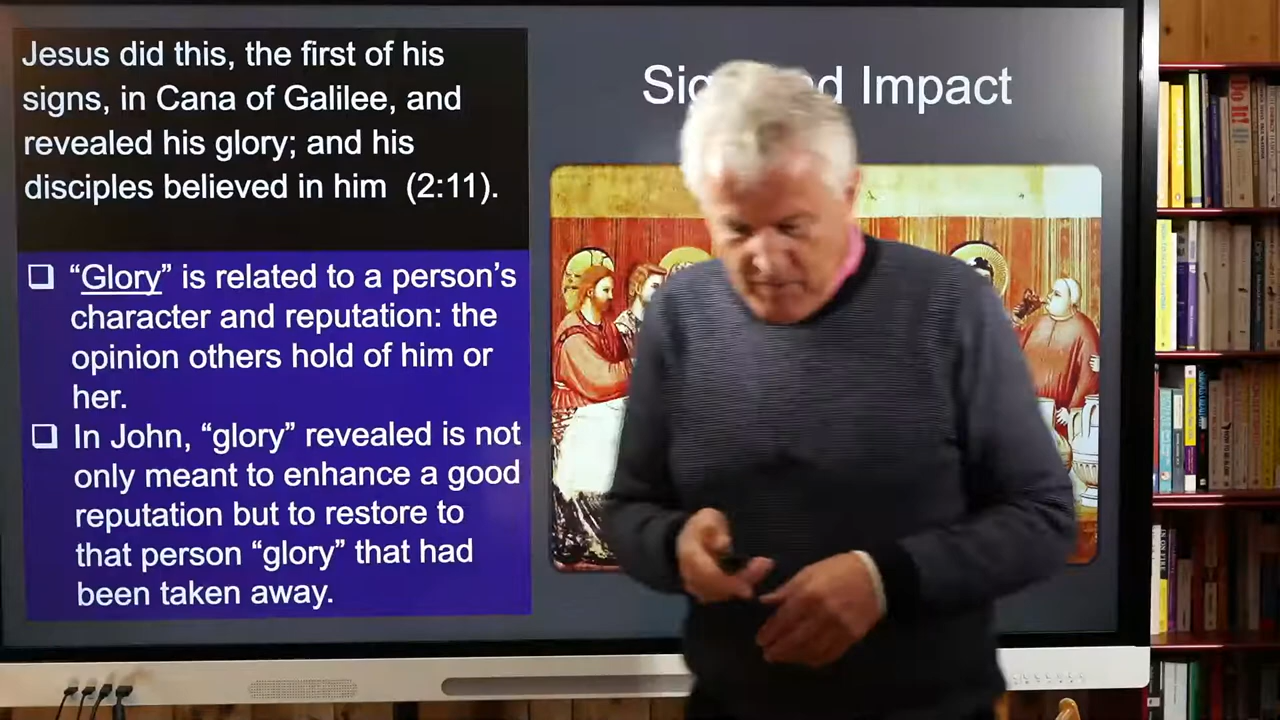 Jesus did this, the first of his
signs, in Cana of Galilee, and
revealed his glory; and his
disciples believed in him (2:11).
“Glory” is related to a person’s
character and reputation: the
opinion others hold of him or
her.
In John, “glory” revealed is not
only meant to enhance a good
reputation but to restore to
that person “glory” that had
been taken away.
Impact
Do It!